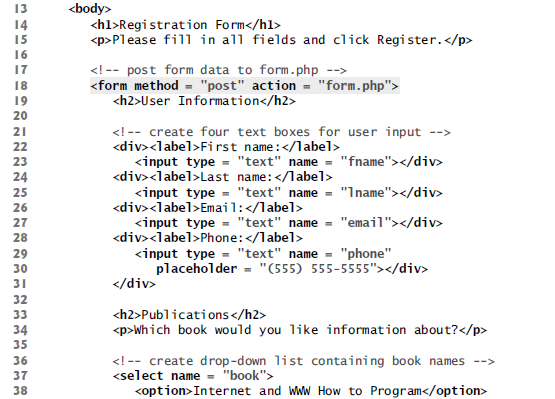 13 <body>
14 <h1>Registration Form</h1>
15 <p>Please fill in all fields and click Register.</p>
16
17 <!-- post form data to form.php -->
18 <form method = "post" action = "form.php">
19 <h2>User Information</h2>
20
21 <!-- create four text boxes for user input -->
22 <div><label>First name:</label>
23 <input type = "text" name = "fname"></div>
24 <div><label>Last name:</label>
25 <input type = "text" name = "lname"></div>
26 <div><label>Email:</label>
27 <input type = "text" name = "email"></div>
28 <div><label>Phone:</label>
29 <input type = "text" name = "phone"
30 placeholder = "(555) 555-5555"></div>
31 </div>
32
33 <h2>Publications</h2>
34 <p>Which book would you like information about?</p>
35
36 <!-- create drop-down list containing book names -->
37 <select name = "book">
38 <option>Internet and WWW How to Program</option>